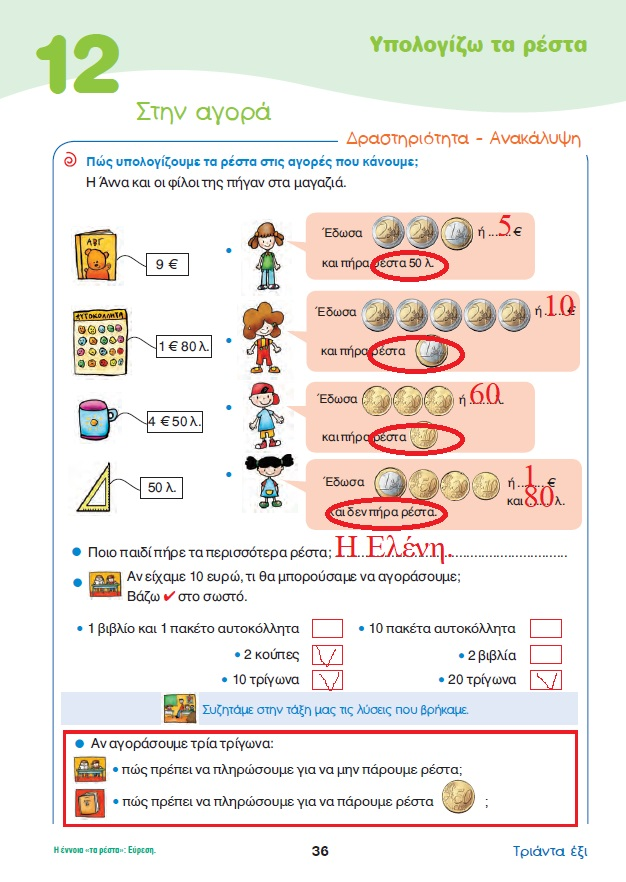 12
Υπολογίζω τα ρέστα
Στην αγορά
Δραστηριότητα - Ανακάλυψη
Πώς υπολογίζουμε τα ρέστα στις αγορές που κάνουμε;
Η Άννα και οι φίλοι της πήγαν στα μαγαζιά.
ΑΒΓ
9 €
Έδωσα ή ...5... €
και πήρα ρέστα 50 λ.
ΑΥΤΟΚΟΛΛΗΤΑ
1 € 80 λ.
Έδωσα ή ...10... €
και πήρα ρέστα
4 € 50 λ.
Έδωσα ή ...60... λ.
και πήρα ρέστα
50 λ.
Έδωσα ή ...1... €
και ...80... λ.
και δεν πήρα ρέστα.
• Ποιο παιδί πήρε τα περισσότερα ρέστα; Η Ελένη.
• Αν είχαμε 10 ευρώ, τι θα μπορούσαμε να αγοράσουμε;
Βάζω ✔ στο σωστό.
• 1 βιβλίο και 1 πακέτο αυτοκόλλητα • 10 πακέτα αυτοκόλλητα
• 2 κούπες • 2 βιβλία
• 10 τρίγωνα • 20 τρίγωνα
Συζητάμε στην τάξη μας τις λύσεις που βρήκαμε.
• Αν αγοράσουμε τρία τρίγωνα:
• πώς πρέπει να πληρώσουμε για να μην πάρουμε ρέστα;
• πώς πρέπει να πληρώσουμε για να πάρουμε ρέστα ;
Η έννοια «τα ρέστα»: Εύρεση.
36
Τριάντα έξι